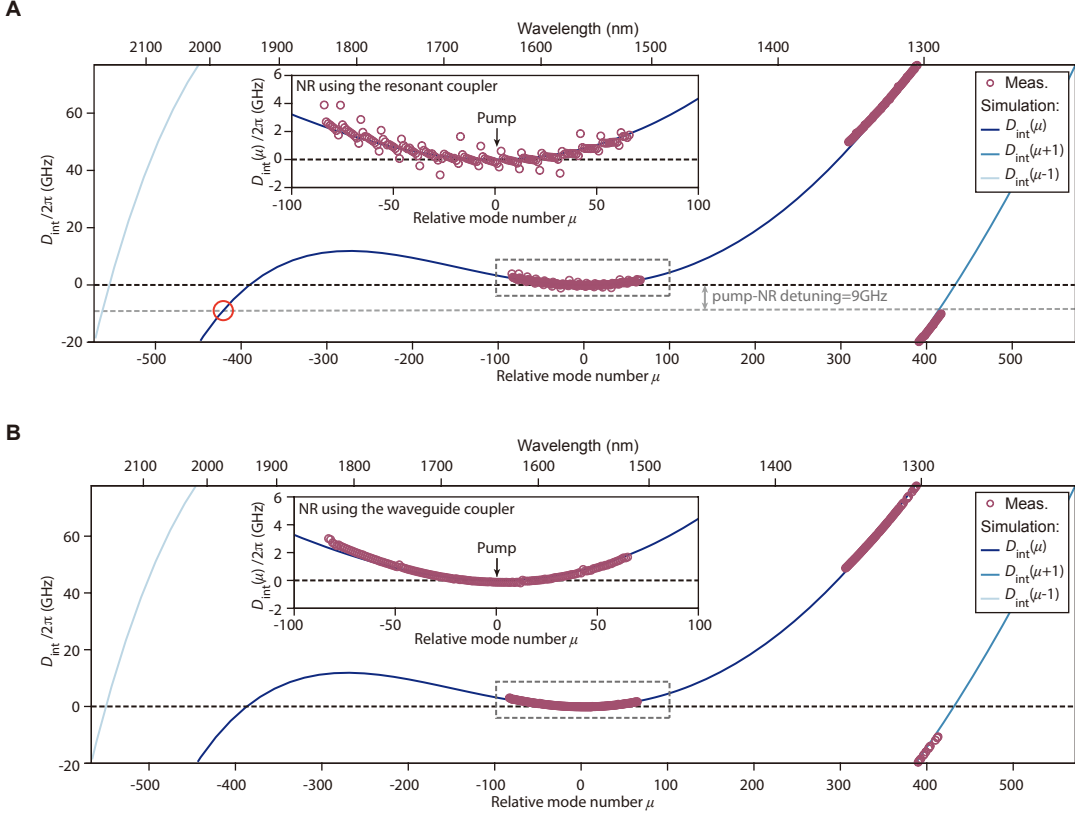 A
Wavelength (nm)
2100 2000 1900 1800 1700 1600 1500 1400 1300
NR using the resonant coupler
Pump
D_int(μ)/2π (GHz)
6
4
2
0
-2
-100 -50 0 50 100
Relative mode number μ
Meas.
Simulation:
D_int(μ)
D_int(μ+1)
D_int(μ-1)
D_int/2π (GHz)
60
40
20
0
-20
pump-NR detuning=9GHz
-500 -400 -300 -200 -100 0 100 200 300 400 500
Relative mode number μ
B
Wavelength (nm)
2100 2000 1900 1800 1700 1600 1500 1400 1300
NR using the waveguide coupler
Pump
D_int(μ)/2π (GHz)
6
4
2
0
-2
-100 -50 0 50 100
Relative mode number μ
Meas.
Simulation:
D_int(μ)
D_int(μ+1)
D_int(μ-1)
D_int/2π (GHz)
60
40
20
0
-20
-500 -400 -300 -200 -100 0 100 200 300 400 500
Relative mode number μ